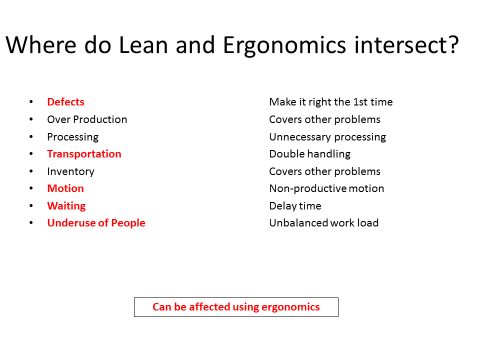 Where do Lean and Ergonomics intersect?
• Defects Make it right the 1st time
• Over Production Covers other problems
• Processing Unnecessary processing
• Transportation Double handling
• Inventory Covers other problems
• Motion Non-productive motion
• Waiting Delay time
• Underuse of People Unbalanced work load
Can be affected using ergonomics